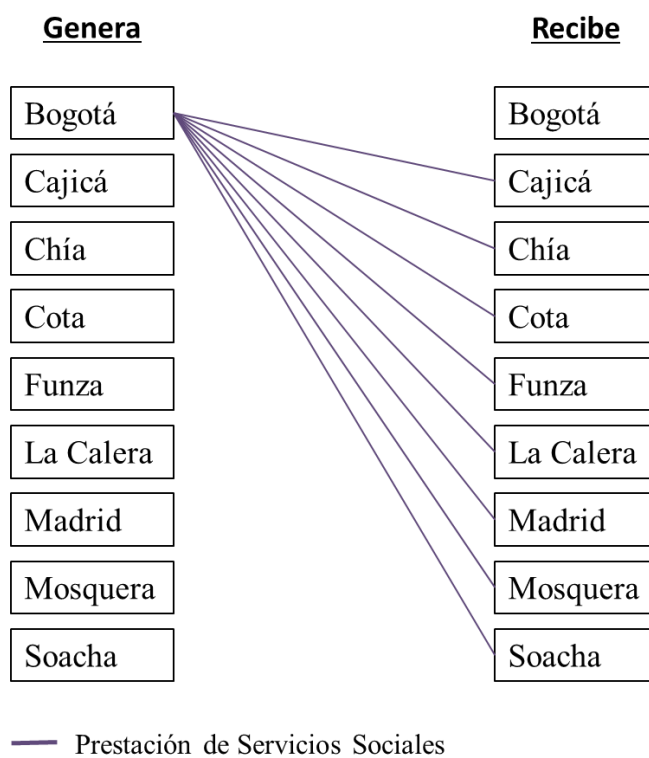 Genera
Recibe
Bogotá
Bogotá
Cajicá
Cajicá
Chía
Chía
Cota
Cota
Funza
Funza
La Calera
La Calera
Madrid
Madrid
Mosquera
Mosquera
Soacha
Soacha
Prestación de Servicios Sociales